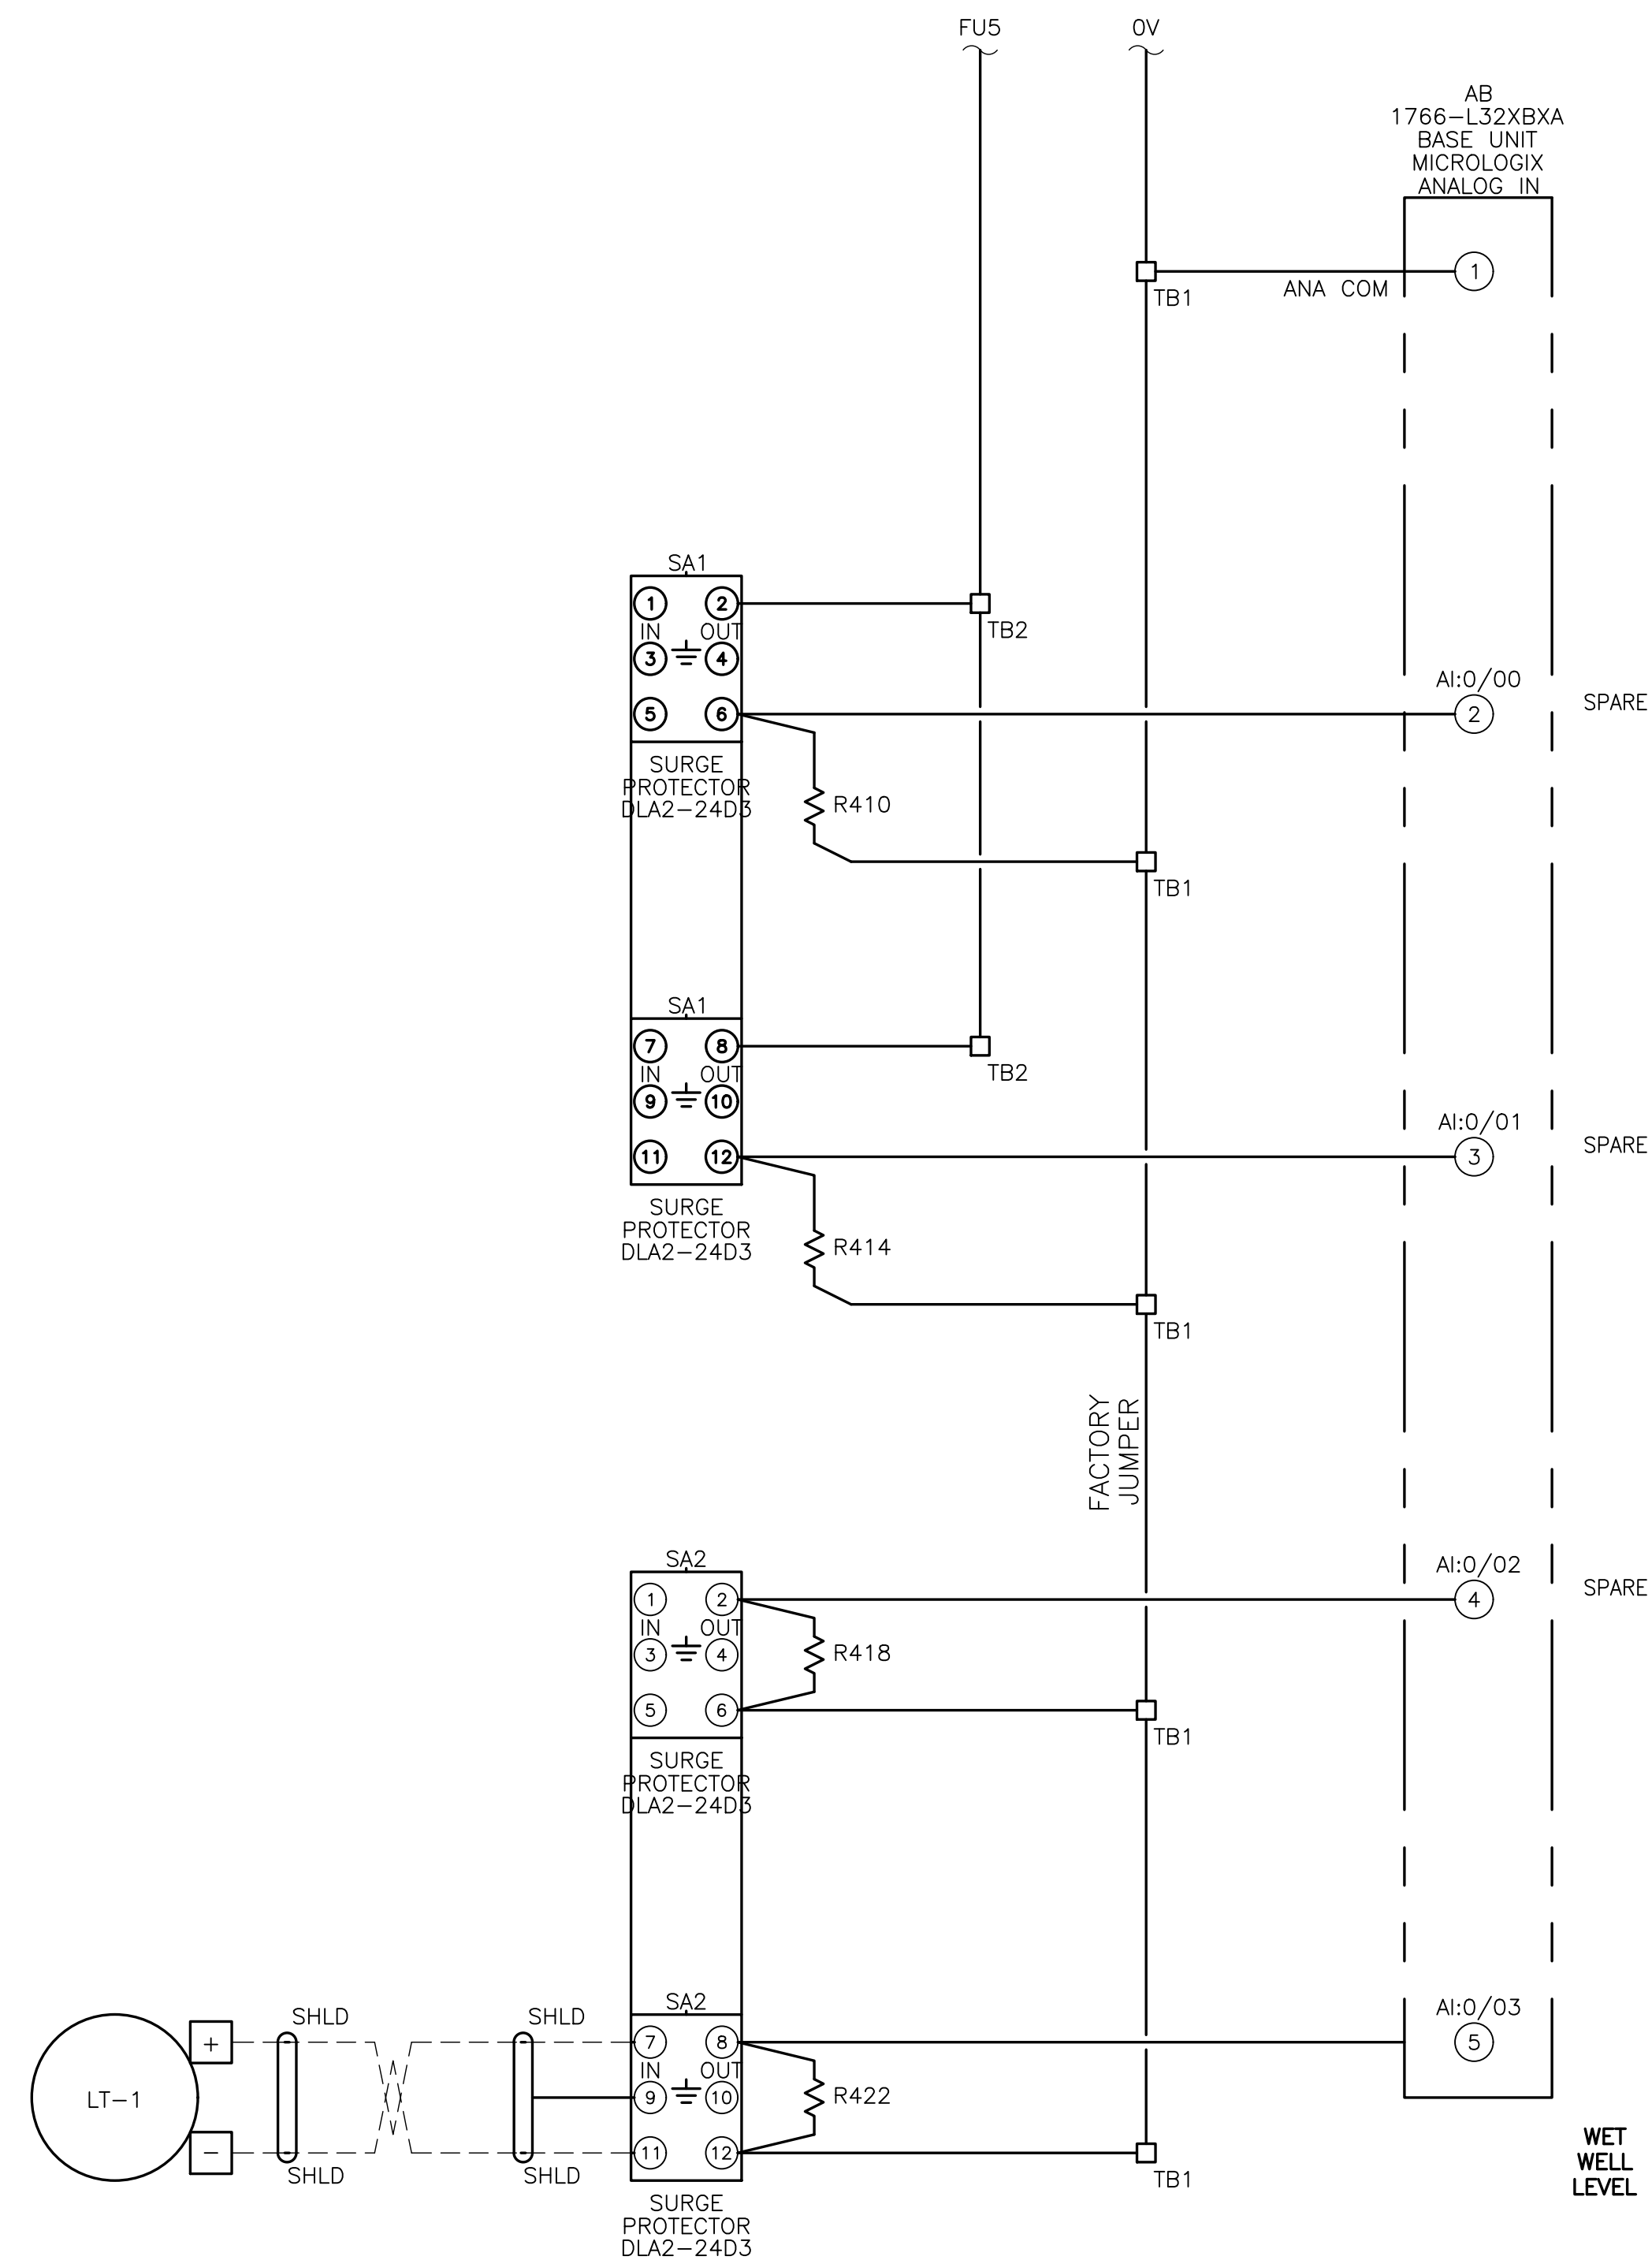 FU5
0V
AB
1766-L32XBXA
BASE UNIT
MICROLOGIX
ANALOG IN
1
TB1
ANA COM
SA1
1
2
IN
OUT
TB2
3
4
AI:0/00
5
6
2
SPARE
SURGE
PROTECTOR
DLA2-24D3
R410
TB1
SA1
7
8
IN
OUT
TB2
9
10
AI:0/01
11
12
3
SPARE
SURGE
PROTECTOR
DLA2-24D3
R414
TB1
FACTORY
JUMPER
SA2
AI:0/02
1
2
4
SPARE
IN
OUT
3
4
R418
5
6
TB1
SURGE
PROTECTOR
DLA2-24D3
SA2
AI:0/03
SHLD
SHLD
+
7
8
5
IN
OUT
LT-1
9
10
R422
-
11
12
SHLD
SHLD
TB1
WET
WELL
LEVEL
SURGE
PROTECTOR
DLA2-24D3